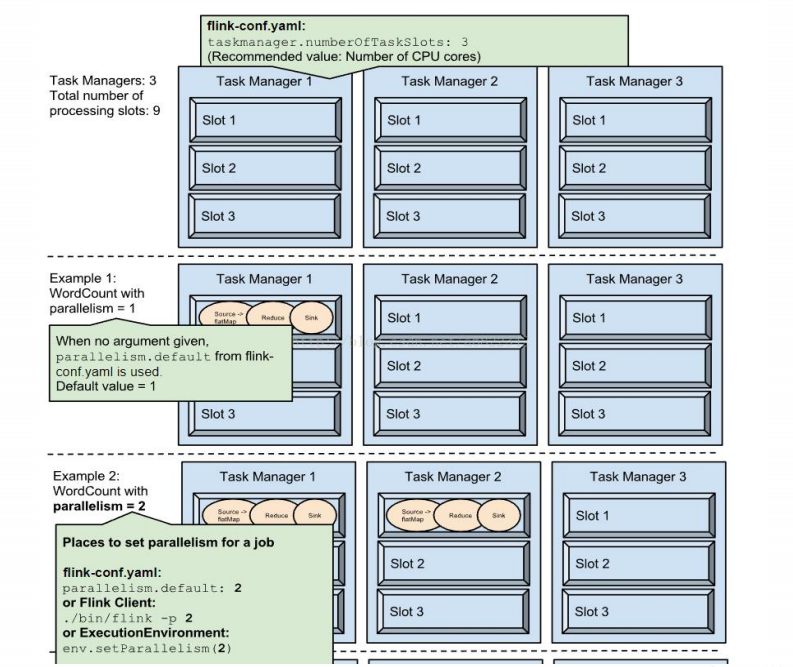 flink-conf.yaml:
taskmanager.numberOfTaskSlots: 3
(Recommended value: Number of CPU cores)
Task Managers: 3
Total number of
processing slots: 9
Task Manager 1
Slot 1
Slot 2
Slot 3
Task Manager 2
Slot 1
Slot 2
Slot 3
Task Manager 3
Slot 1
Slot 2
Slot 3
Example 1:
WordCount with
parallelism = 1
When no argument given,
parallelism.default from flink-
conf.yaml is used.
Default value = 1
Task Manager 1
Source ->
flatMap
Reduce
Sink
Slot 3
Task Manager 2
Slot 1
Slot 2
Slot 3
Task Manager 3
Slot 1
Slot 2
Slot 3
Example 2:
WordCount with
parallelism = 2
Places to set parallelism for a job
flink-conf.yaml:
parallelism.default: 2
or Flink Client:
./bin/flink -p 2
or ExecutionEnvironment:
env.setParallelism(2)
Task Manager 1
Source ->
flatMap
Reduce
Sink
Task Manager 2
Source ->
flatMap
Reduce
Sink
Slot 2
Slot 3
Task Manager 3
Slot 1
Slot 2
Slot 3